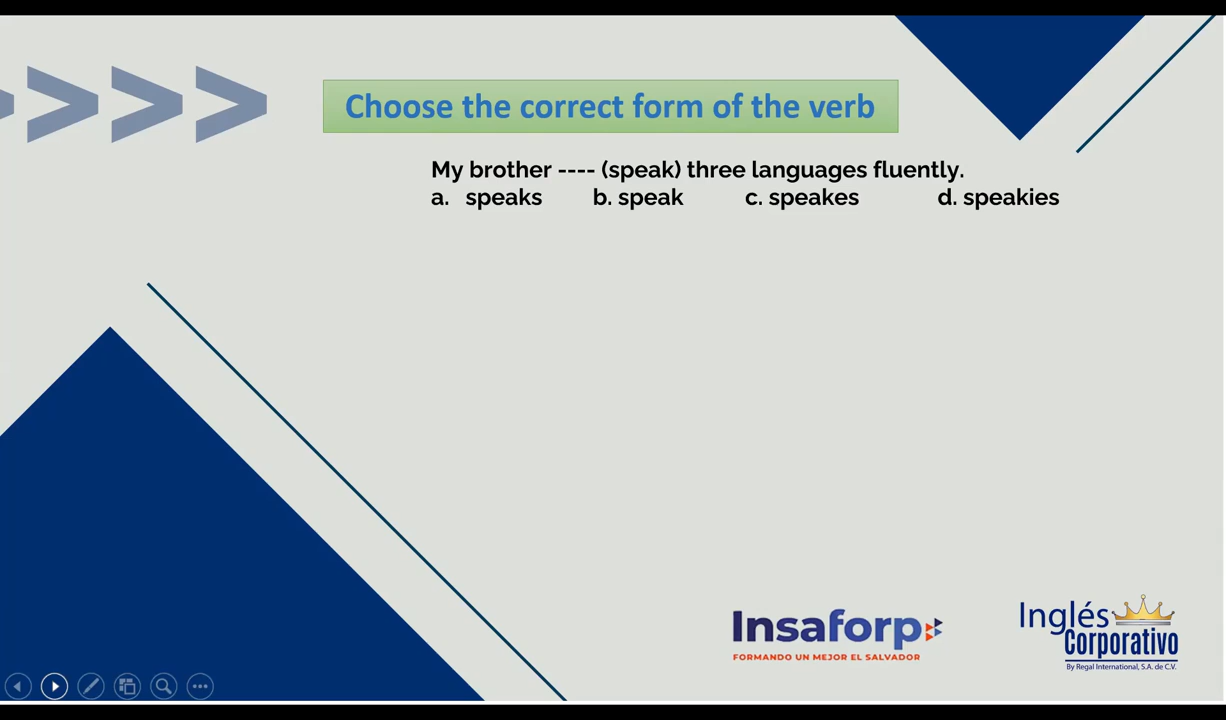 Choose the correct form of the verb
My brother ---- (speak) three languages fluently.
a. speaks b. speak c. speakes d. speakies
Insaforp
FORMANDO UN MEJOR EL SALVADOR
Inglés
Corporativo
By Regal International, S.A. de C.V.